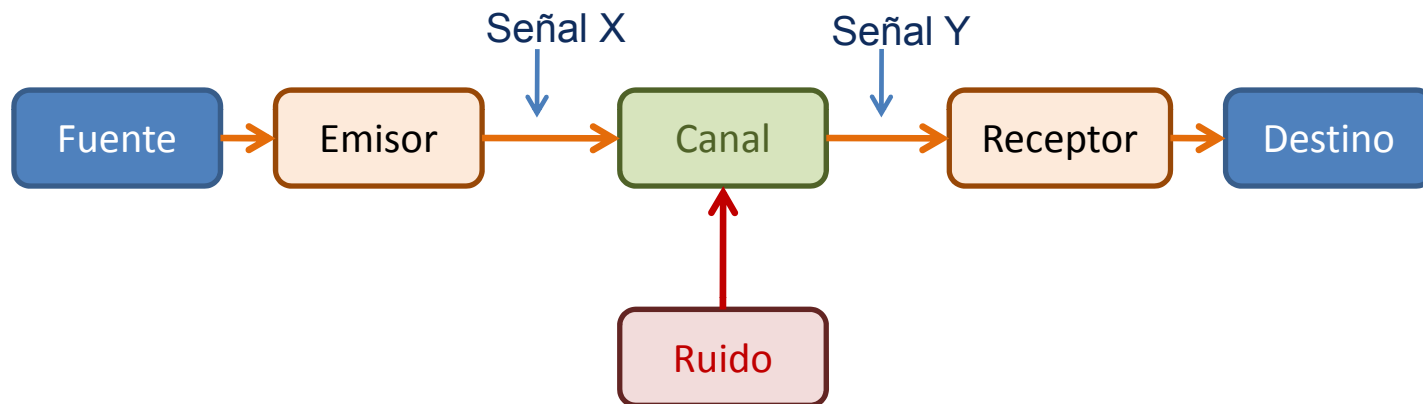 Señal X
Señal Y
Fuente
Emisor
Canal
Receptor
Destino
Ruido